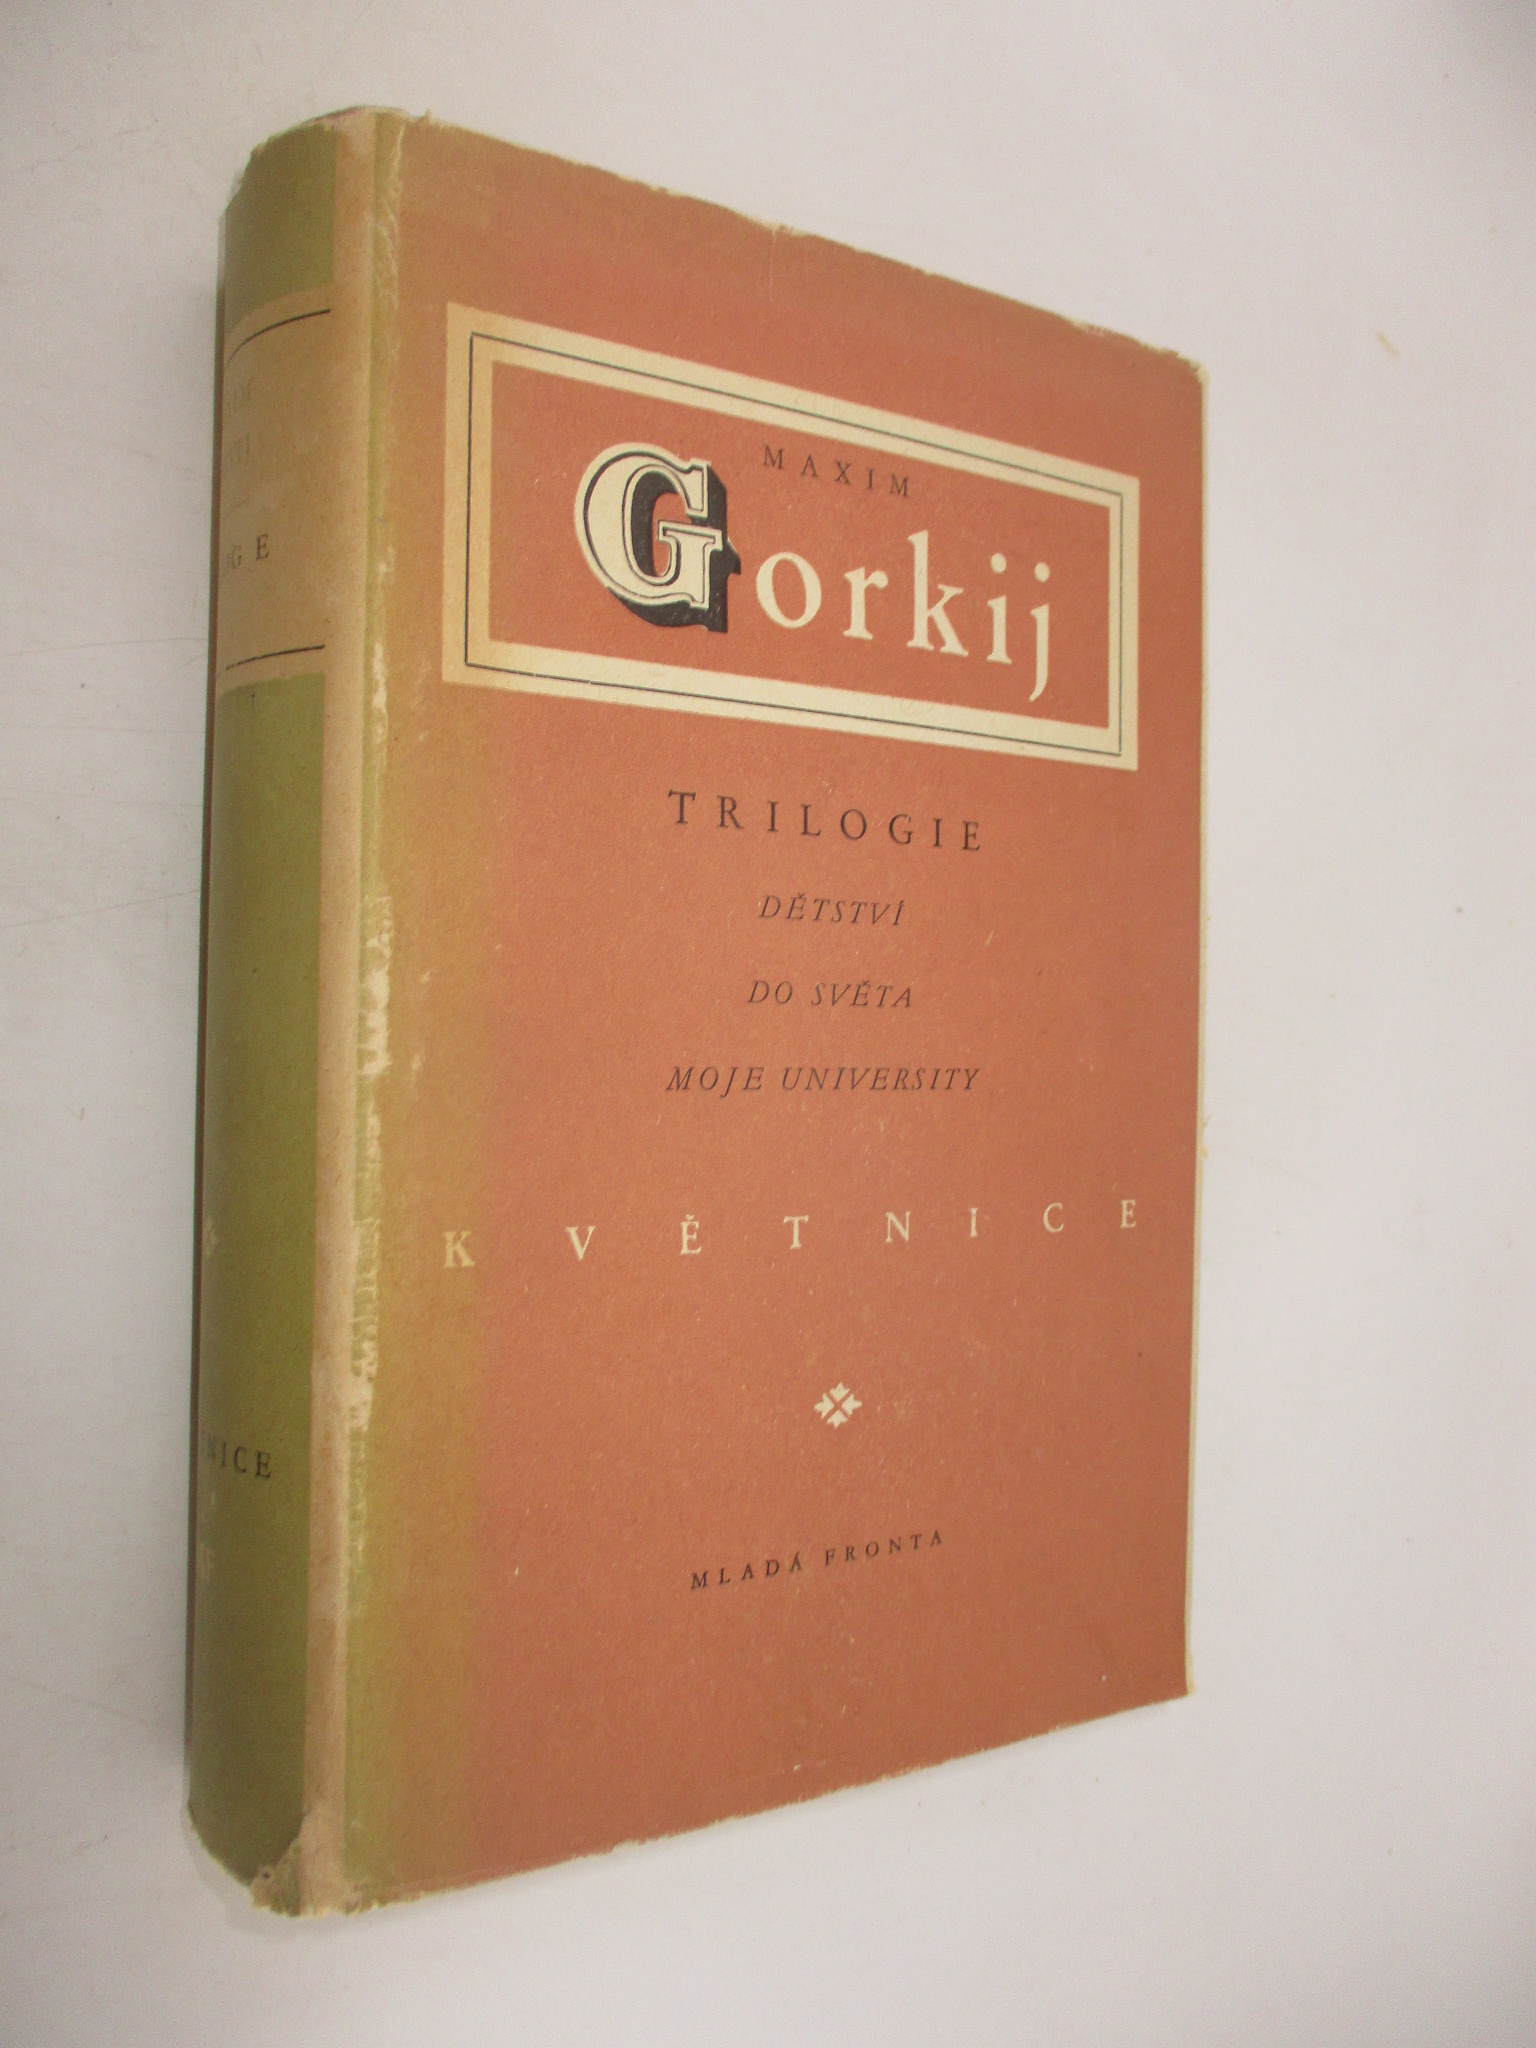 MAXIM
Gorkij
TRILOGIE
DĚTSTVÍ
DO SVĚTA
MOJE UNIVERSITY
KVĚTNICE
MLADÁ FRONTA